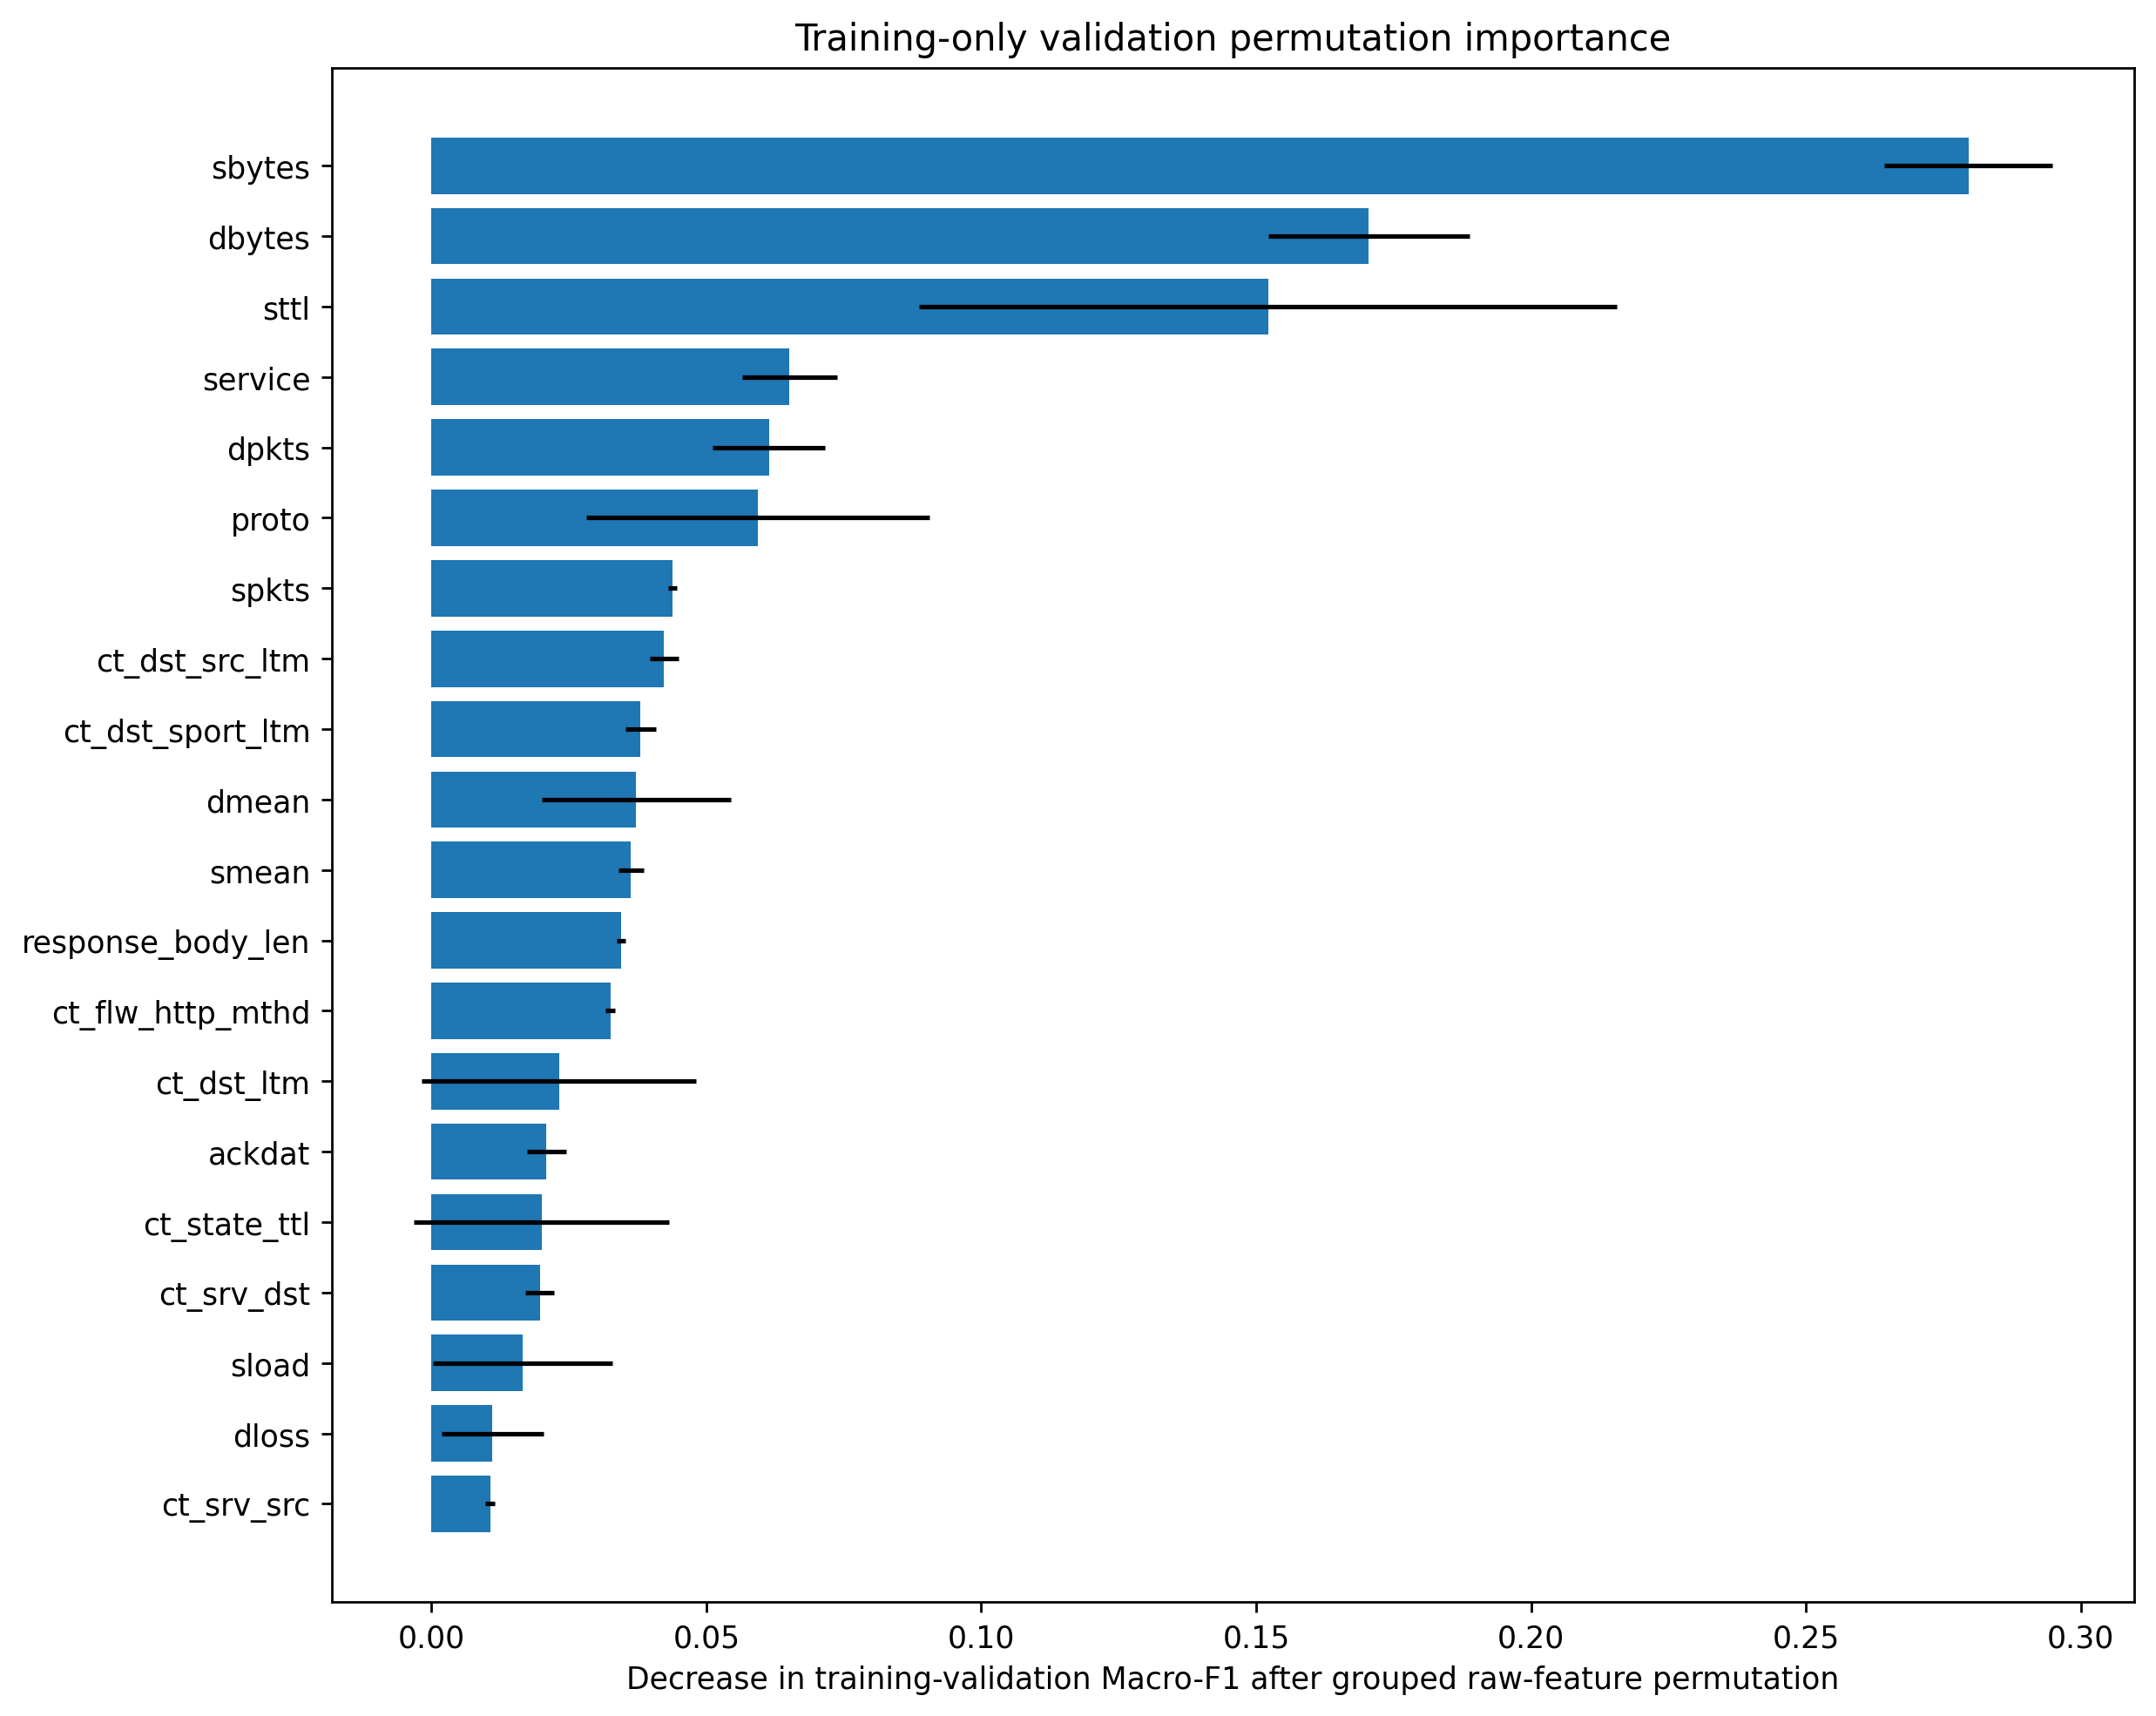 Training-only validation permutation importance
sbytes
dbytes
sttl
service
dpkts
proto
spkts
ct_dst_src_ltm
ct_dst_sport_ltm
dmean
smean
response_body_len
ct_flw_http_mthd
ct_dst_ltm
ackdat
ct_state_ttl
ct_srv_dst
sload
dloss
ct_srv_src
0.00 0.05 0.10 0.15 0.20 0.25 0.30
Decrease in training-validation Macro-F1 after grouped raw-feature permutation